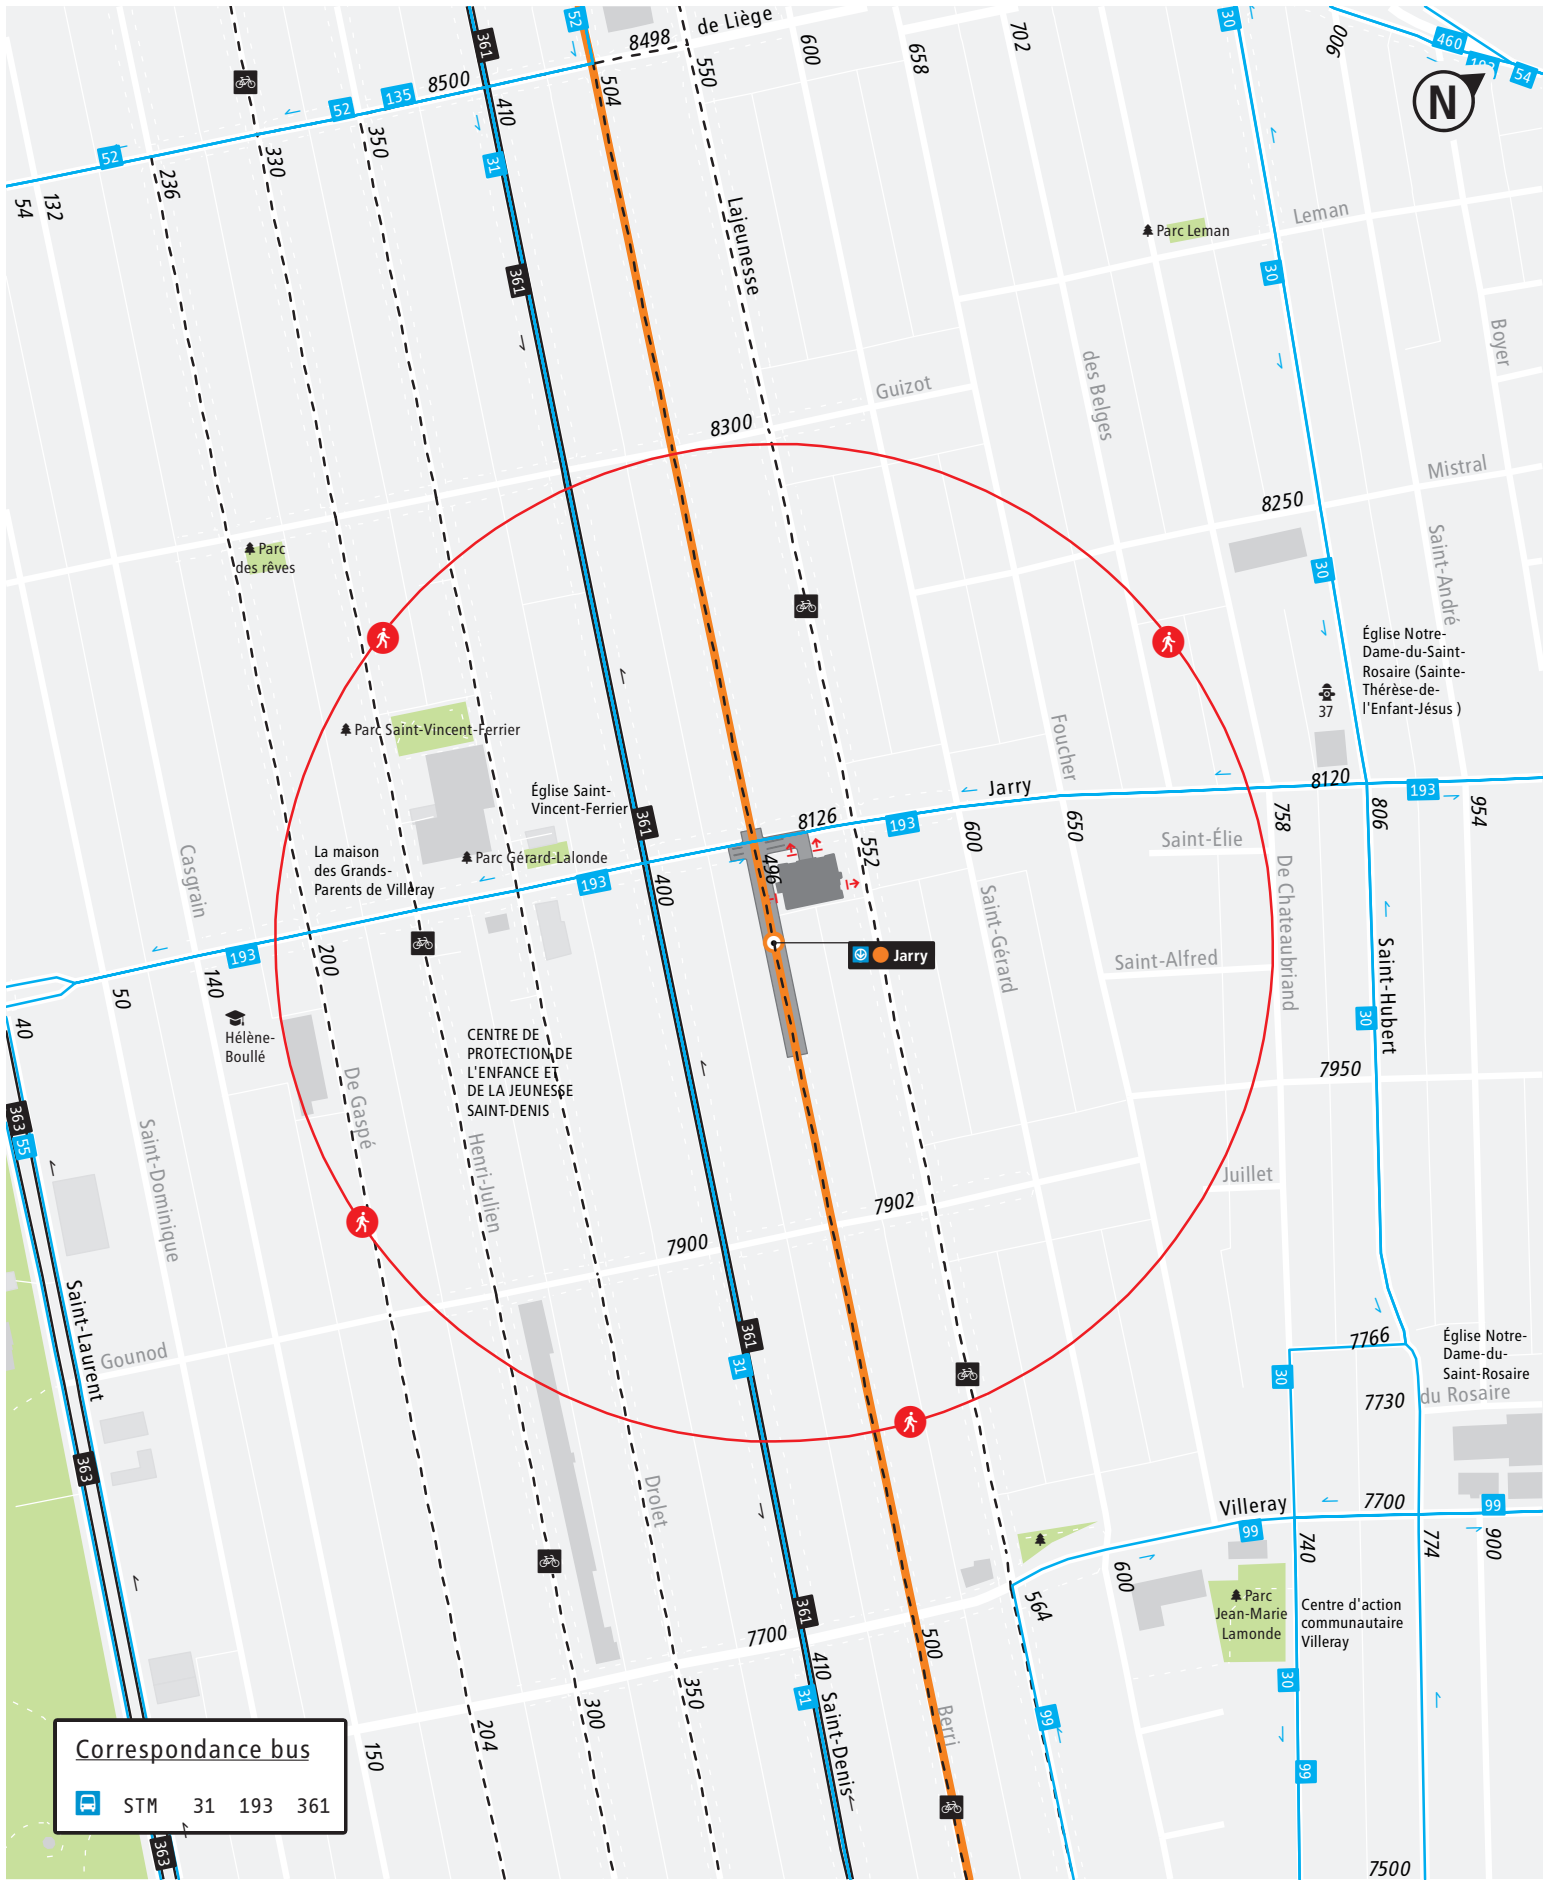 361
52
de Liège
8498
600
658
702
30
900
460
54
N
550
504
8500
135
52
410
350
330
52
31
236
132
54
Lajeunesse
Leman
Parc Leman
361
30
Boyer
des Belges
Guizot
8300
Mistral
8250
Saint-André
Parc
des rêves
30
Église Notre-
Dame-du-Saint-
Rosaire (Sainte-
Thérèse-de-
l'Enfant-Jésus )
37
Parc Saint-Vincent-Ferrier
Foucher
Église Saint-
Vincent-Ferrier
Jarry
8120
193
361
8126
193
758
806
954
600
650
Saint-Élie
552
496
La maison
des Grands-
Parents de Villeray
Parc Gérard-Lalonde
193
400
Casgrain
De Chateaubriand
Saint-Gérard
Saint-Alfred
Saint-Hubert
Jarry
193
200
140
50
40
30
Hélène-
Boullé
CENTRE DE
PROTECTION DE
L'ENFANCE ET
DE LA JEUNESSE
SAINT-DENIS
7950
De Gaspé
363
55
Saint-Dominique
Henri-Julien
Juillet
7902
7900
Saint-Laurent
Gounod
361
31
7766
30
Église Notre-
Dame-du-
Saint-Rosaire
du Rosaire
7730
363
Drolet
Villeray
7700
99
99
740
774
900
600
564
361
7700
410
500
Parc
Jean-Marie
Lamonde
Centre d'action
communautaire
Villeray
30
31
Saint-Denis
350
300
204
150
Berri
99
99
Correspondance bus
STM 31 193 361
363
7500